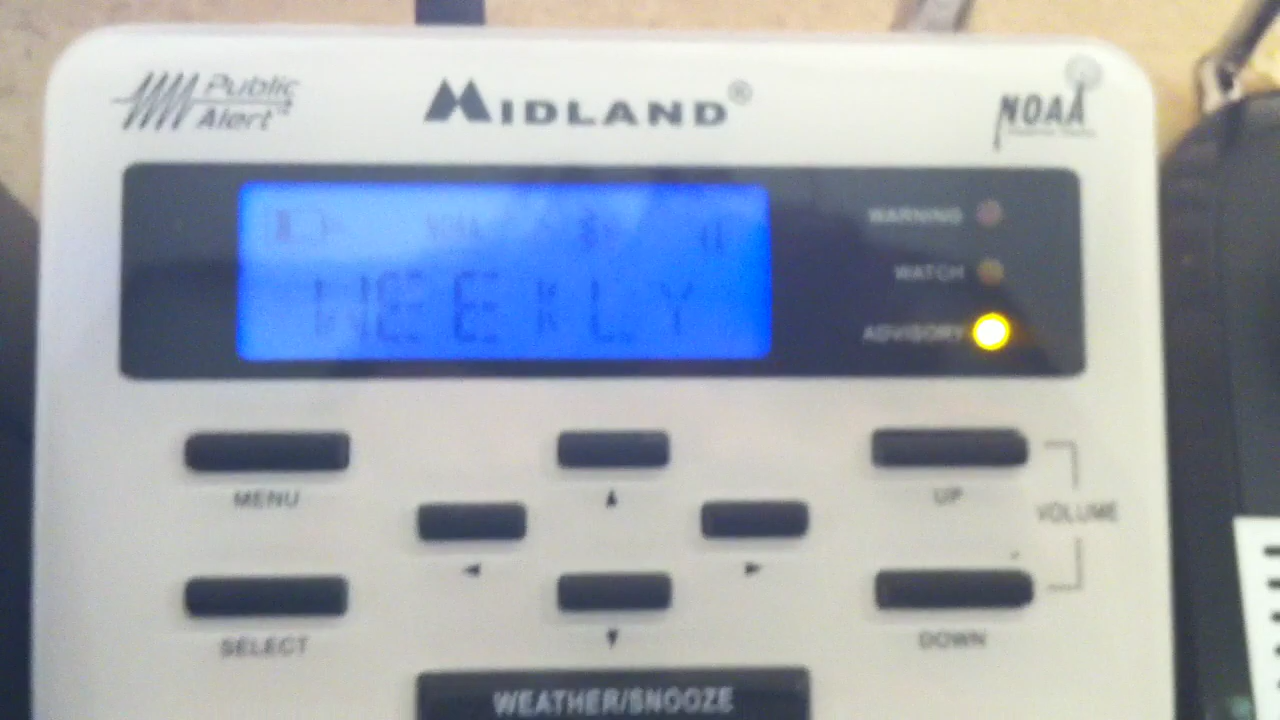 Public
Alert
MIDLAND®
NOAA
WARNING
WATCH
ADVISORY
WEEKLY
MENU
UP
VOLUME
SELECT
DOWN
WEATHER/SNOOZE